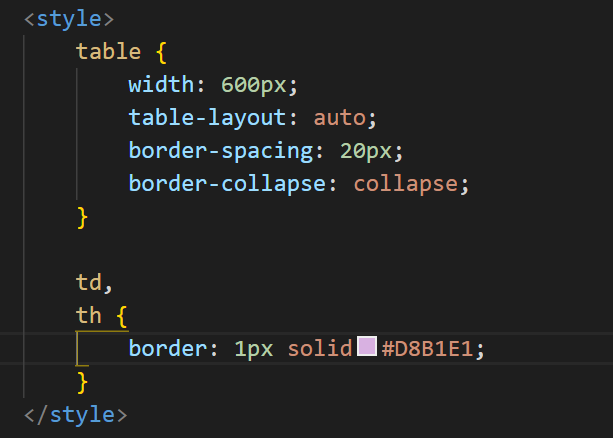 <style>
table {
width: 600px;
table-layout: auto;
border-spacing: 20px;
border-collapse: collapse;
}
td,
th {
border: 1px solid #D8B1E1;
}
</style>